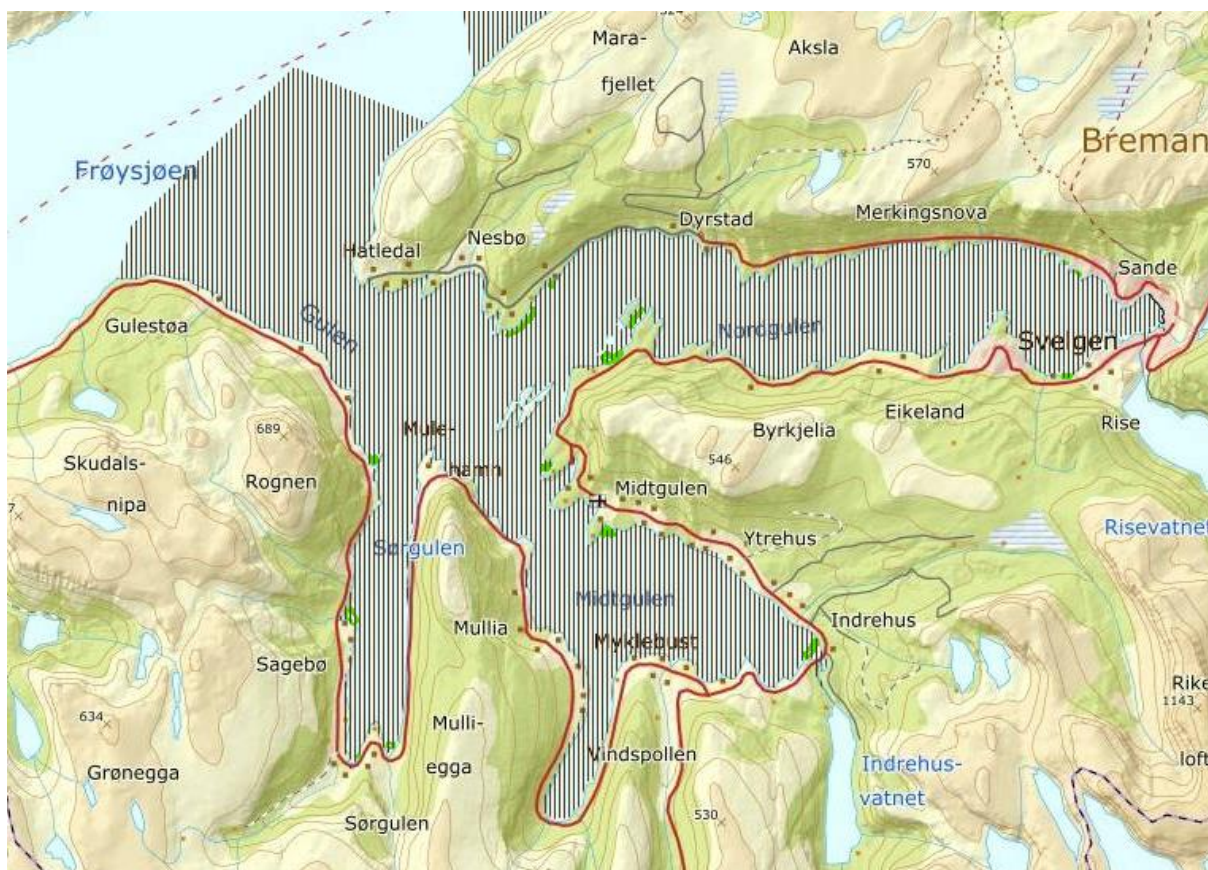 Mara-
fjellet
Aksla
Breman
Frøysjøen
570
Merkingsnova
Dyrstad
Nesbø
Hatledal
Sande
Gulestøa
Gulen
Nordgulen
Svelgen
Eikeland
Rise
Byrkjelia
546
689
Mule-
hamn
Skudals-
nipa
Rognen
Midtgulen
Ytrehus
Risevatnet
Sørgulen
Midtgulen
Mullia
Myklebust
Indrehus
Sagebø
Rike
1143
634
Mulli-
egga
Vindspollen
Grønegga
Indrehus-
vatnet
loft
Sørgulen
530